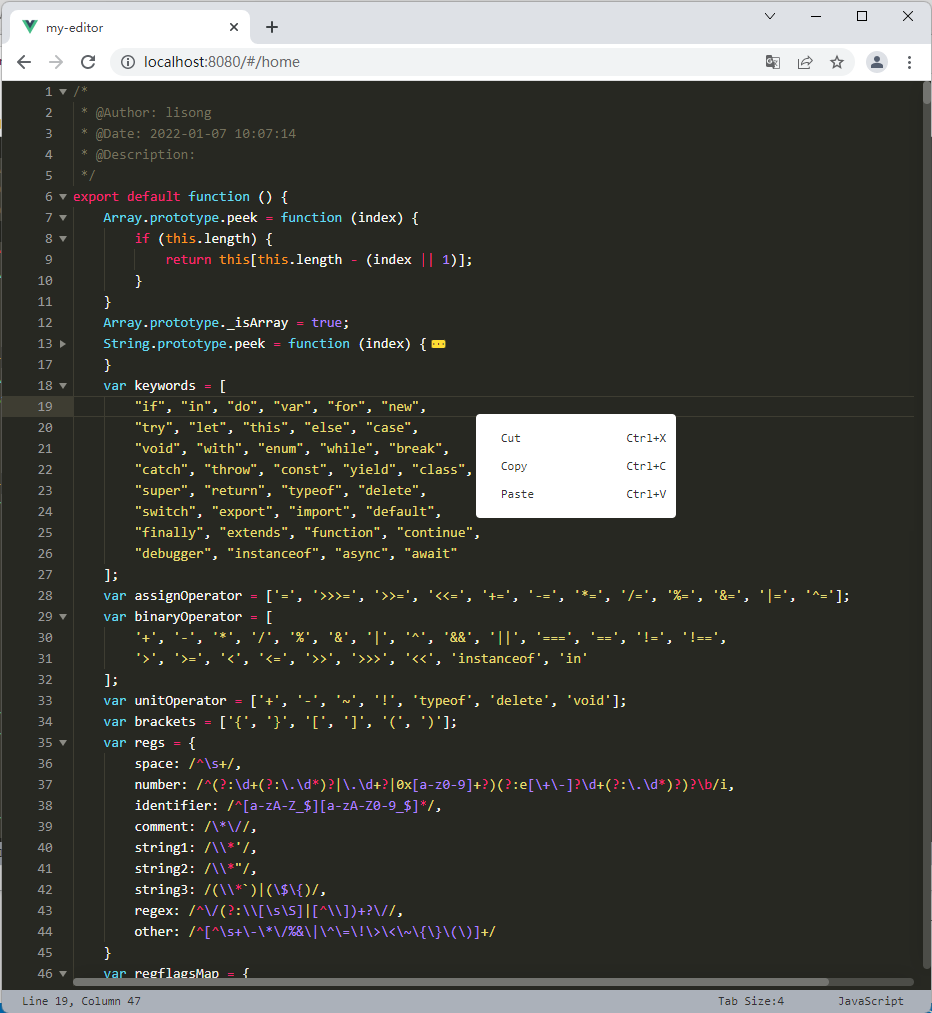 my-editor
localhost:8080/#/home
1 /*
2  * @Author: lisong
3  * @Date: 2022-01-07 10:07:14
4  * @Description:
5  */
6 export default function () {
7     Array.prototype.peek = function (index) {
8         if (this.length) {
9             return this[this.length - (index || 1)];
10         }
11     }
12     Array.prototype._isArray = true;
13     String.prototype.peek = function (index) {
17     }
18     var keywords = [
19         "if", "in", "do", "var", "for", "new",
20         "try", "let", "this", "else", "case",
21         "void", "with", "enum", "while", "break",
22         "catch", "throw", "const", "yield", "class",
23         "super", "return", "typeof", "delete",
24         "switch", "export", "import", "default",
25         "finally", "extends", "function", "continue",
26         "debugger", "instanceof", "async", "await"
27     ];
28     var assignOperator = ['=', '>>>=', '>>=', '<<=', '+=', '-=', '*=', '/=', '%=', '&=', '|=', '^='];
29     var binaryOperator = [
30         '+', '-', '*', '/', '%', '&', '|', '^', '&&', '||', '===', '==', '!=', '!==',
31         '>', '>=', '<', '<=', '>>', '>>>', '<<', 'instanceof', 'in'
32     ];
33     var unitOperator = ['+', '-', '~', '!', 'typeof', 'delete', 'void'];
34     var brackets = ['{', '}', '[', ']', '(', ')'];
35     var regs = {
36         space: /^\s+/,
37         number: /^(?:\d+(?:\.\d*)?|\.\d+?|0x[a-z0-9]+?)(?:e[\+\-]?\d+(?:\.\d*)?)?\b/i,
38         identifier: /^[a-zA-Z_$][a-zA-Z0-9_$]*/,
39         comment: /\*\//,
40         string1: /\\*'/,
41         string2: /\\*"/,
42         string3: /(\\*`)|(\$\{)/,
43         regex: /^\/(?:\\[\s\S]|[^\\])+?\//,
44         other: /^[^\s+\-\*\/%&\|\^\=\!\>\<\~\{\}\(\)]+/
45     }
46     var regflagsMap = {
Cut Ctrl+X
Copy Ctrl+C
Paste Ctrl+V
Line 19, Column 47 Tab Size:4 JavaScript